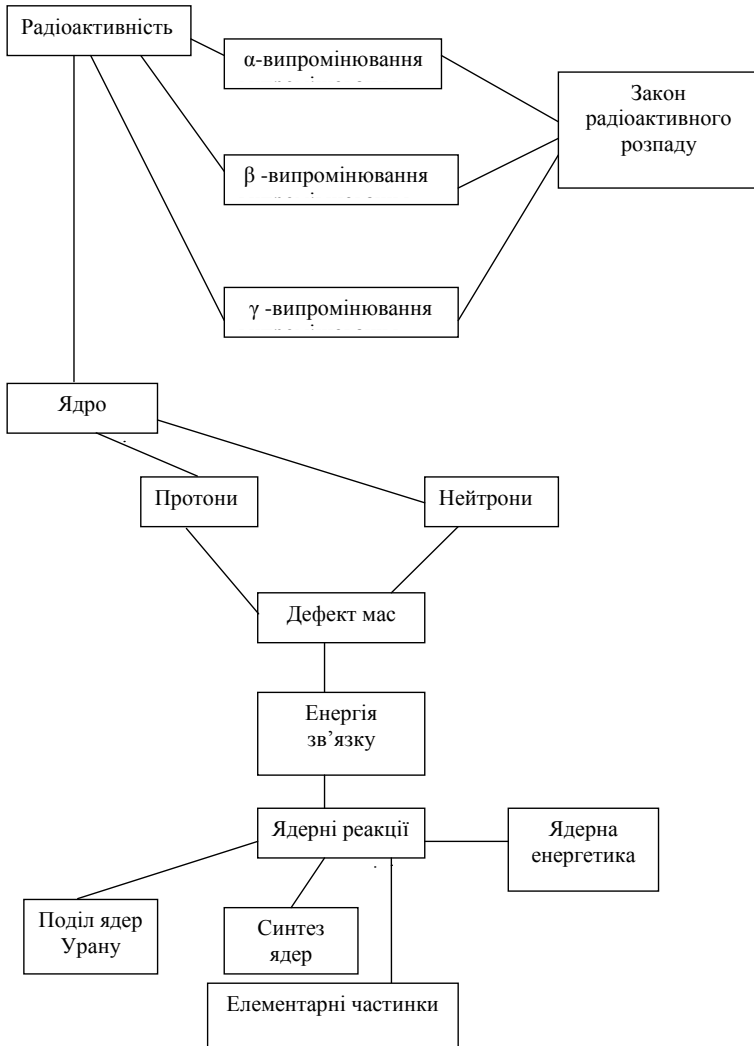 Радіоактивність
α-випромінювання
Закон
радіоактивного
розпаду
β -випромінювання
γ -випромінювання
Ядро
Протони
Нейтрони
Дефект мас
Енергія
зв’язку
Ядерні реакції
Ядерна
енергетика
Поділ ядер
Урану
Синтез
ядер
Елементарні частинки